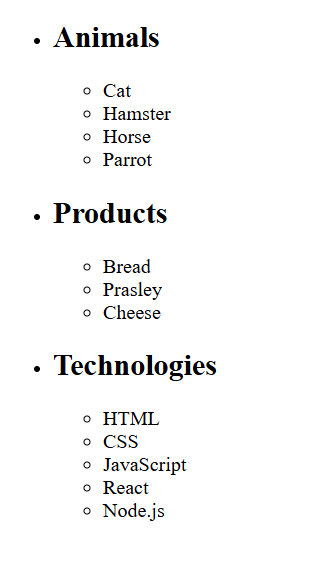 Animals
Cat
Hamster
Horse
Parrot
Products
Bread
Prasley
Cheese
Technologies
HTML
CSS
JavaScript
React
Node.js